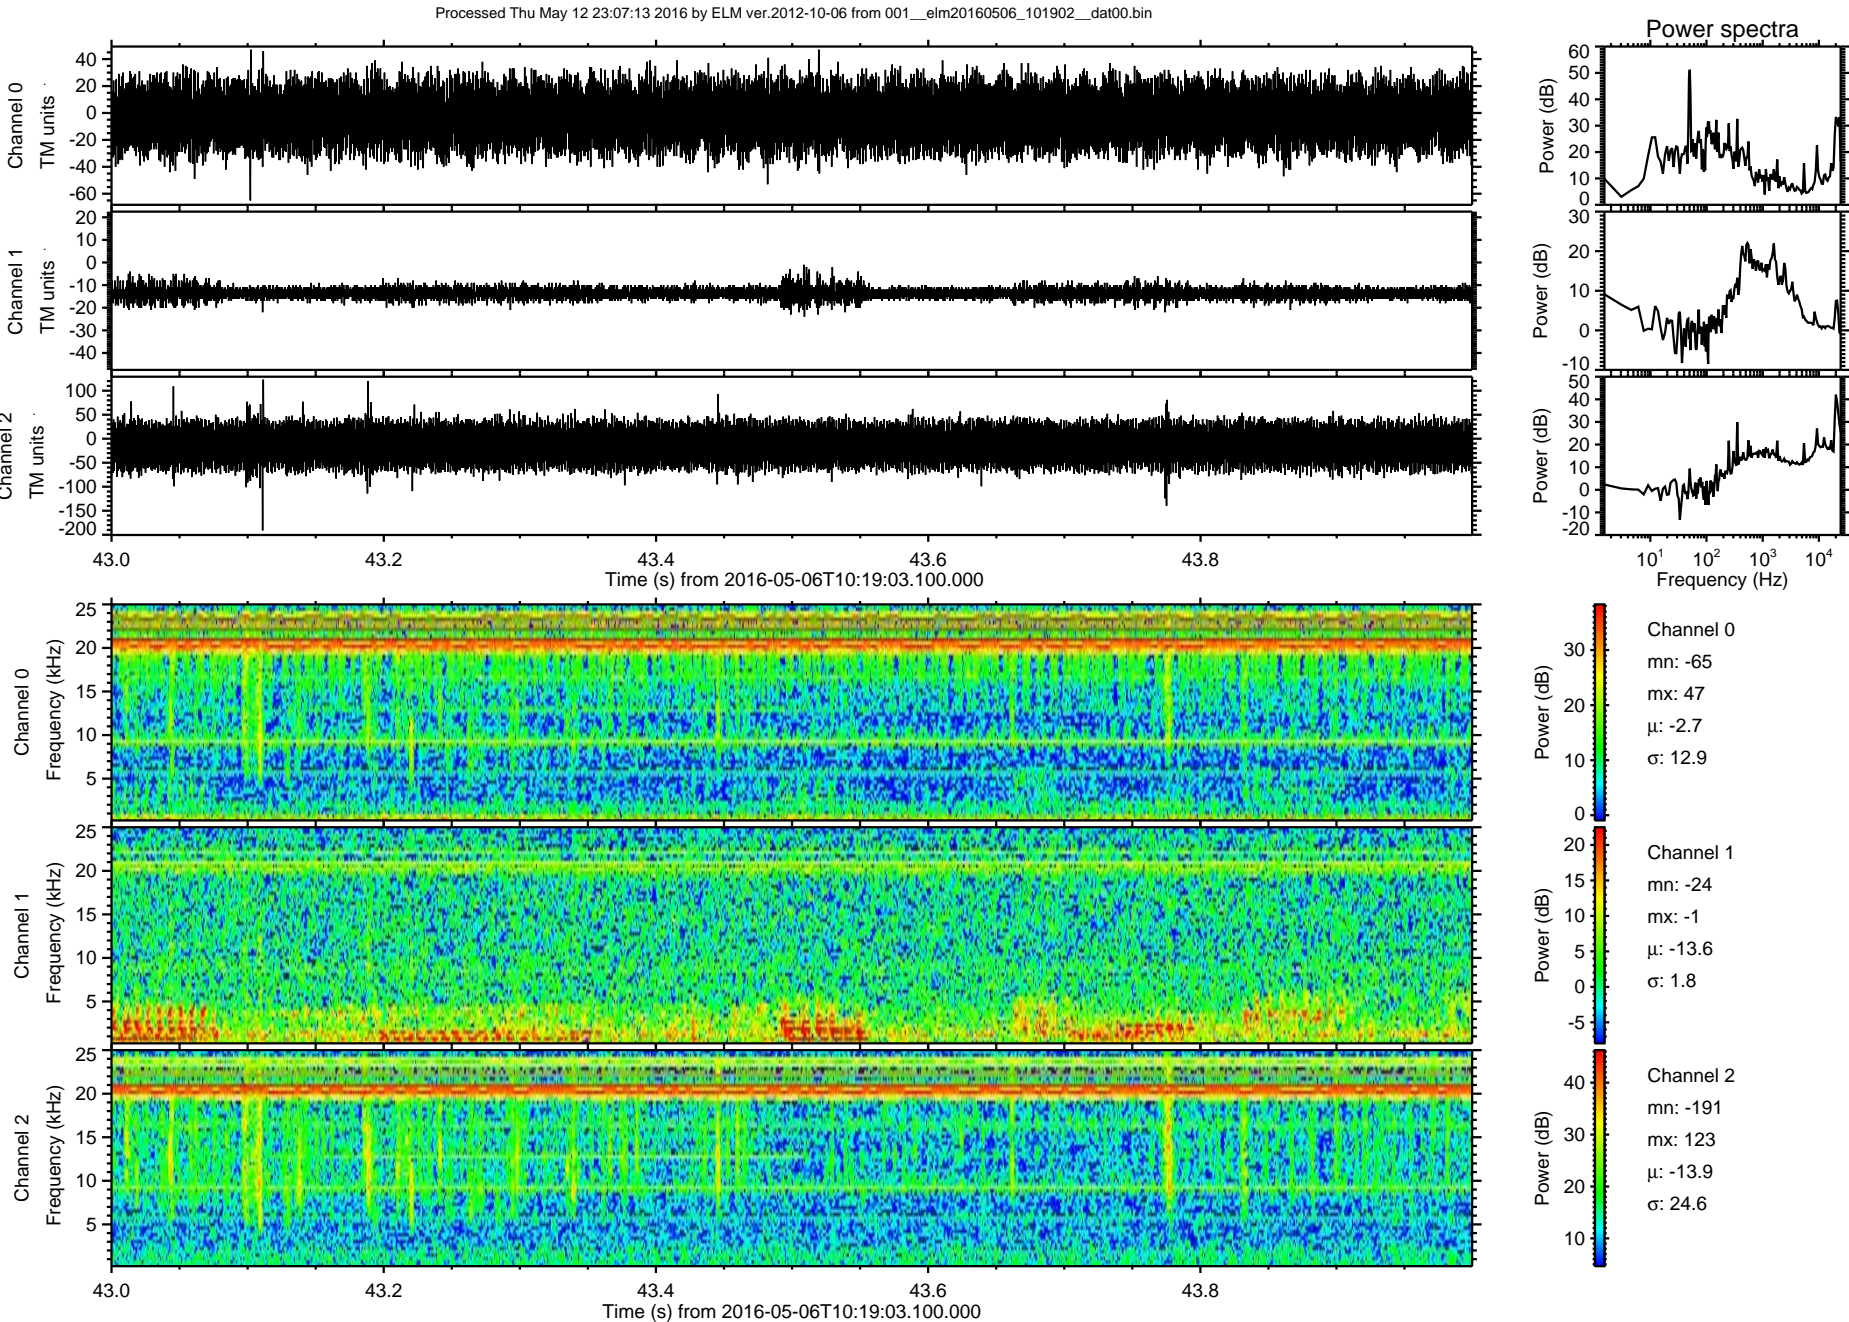 Processed Thu May 12 23:07:13 2016 by ELM ver.2012-10-06 from 001__elm20160506_101902__dat00.bin
Power spectra
Channel 0
TM units
40
20
0
-20
-40
-60
Power (dB)
60
50
40
30
20
10
0
Channel 1
TM units
20
10
0
-10
-20
-30
-40
Power (dB)
30
20
10
0
-10
Channel 2
TM units
100
50
0
-50
-100
-150
-200
Power (dB)
50
40
30
20
10
0
-10
-20
43.0 43.2 43.4 43.6 43.8
Time (s) from 2016-05-06T10:19:03.100.000
10¹ 10² 10³ 10⁴
Frequency (Hz)
Channel 0
Frequency (kHz)
25
20
15
10
5
Power (dB)
30
20
10
0
Channel 0
mn: -65
mx: 47
μ: -2.7
σ: 12.9
Channel 1
Frequency (kHz)
25
20
15
10
5
Power (dB)
20
15
10
5
0
-5
Channel 1
mn: -24
mx: -1
μ: -13.6
σ: 1.8
Channel 2
Frequency (kHz)
25
20
15
10
5
Power (dB)
40
30
20
10
Channel 2
mn: -191
mx: 123
μ: -13.9
σ: 24.6
43.0 43.2 43.4 43.6 43.8
Time (s) from 2016-05-06T10:19:03.100.000